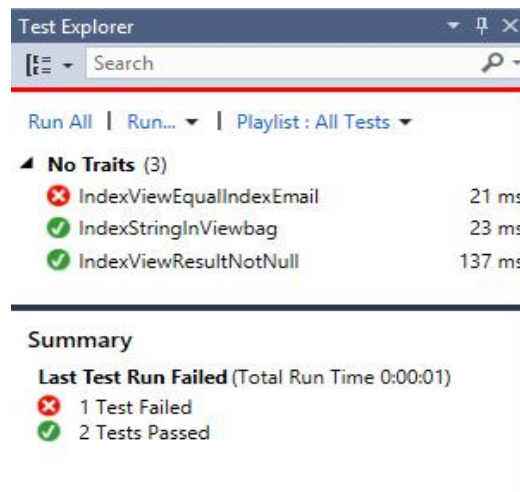 Test Explorer
Search
Run All | Run... | Playlist : All Tests
No Traits (3)
IndexViewEqualIndexEmail 21 ms
IndexStringInViewbag 23 ms
IndexViewResultNotNull 137 ms
Summary
Last Test Run Failed (Total Run Time 0:00:01)
1 Test Failed
2 Tests Passed